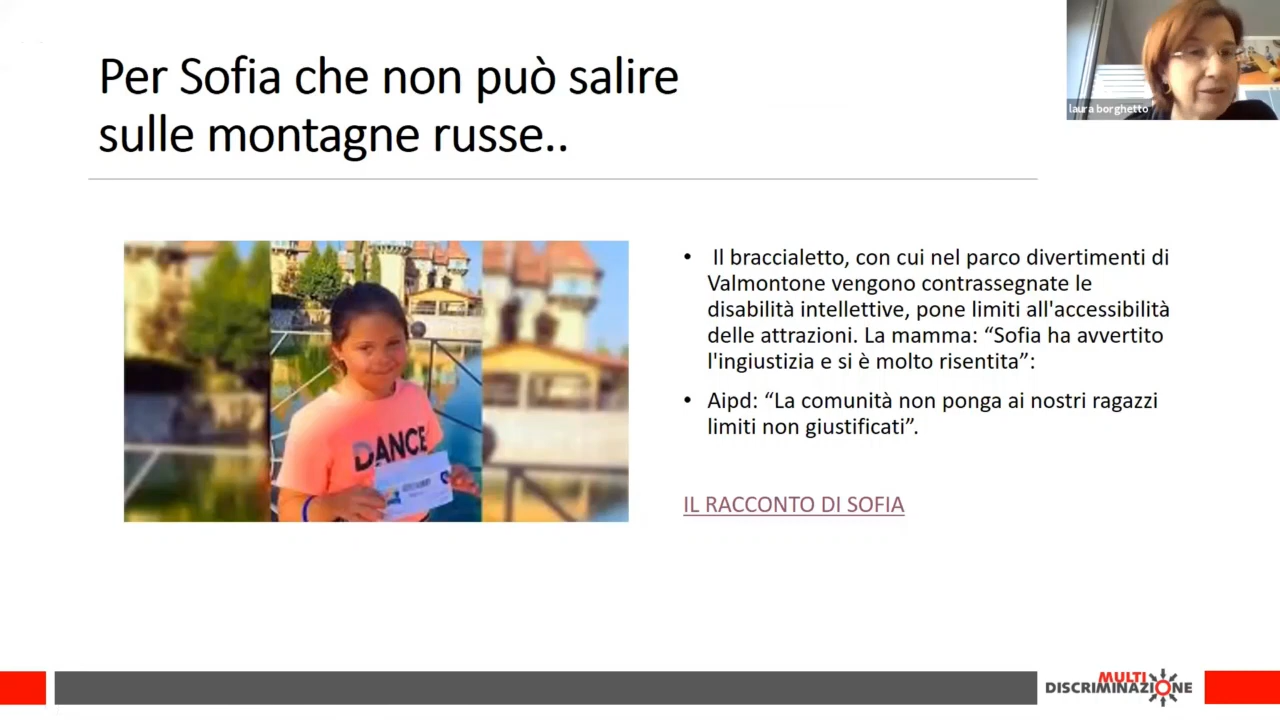 Per Sofia che non può salire
sulle montagne russe..
laura borghetto
DANCE
• Il braccialetto, con cui nel parco divertimenti di
Valmontone vengono contrassegnate le
disabilità intellettive, pone limiti all'accessibilità
delle attrazioni. La mamma: “Sofia ha avvertito
l'ingiustizia e si è molto risentita”:
• Aipd: “La comunità non ponga ai nostri ragazzi
limiti non giustificati”.
IL RACCONTO DI SOFIA
MULTI
DISCRIMINAZIONE